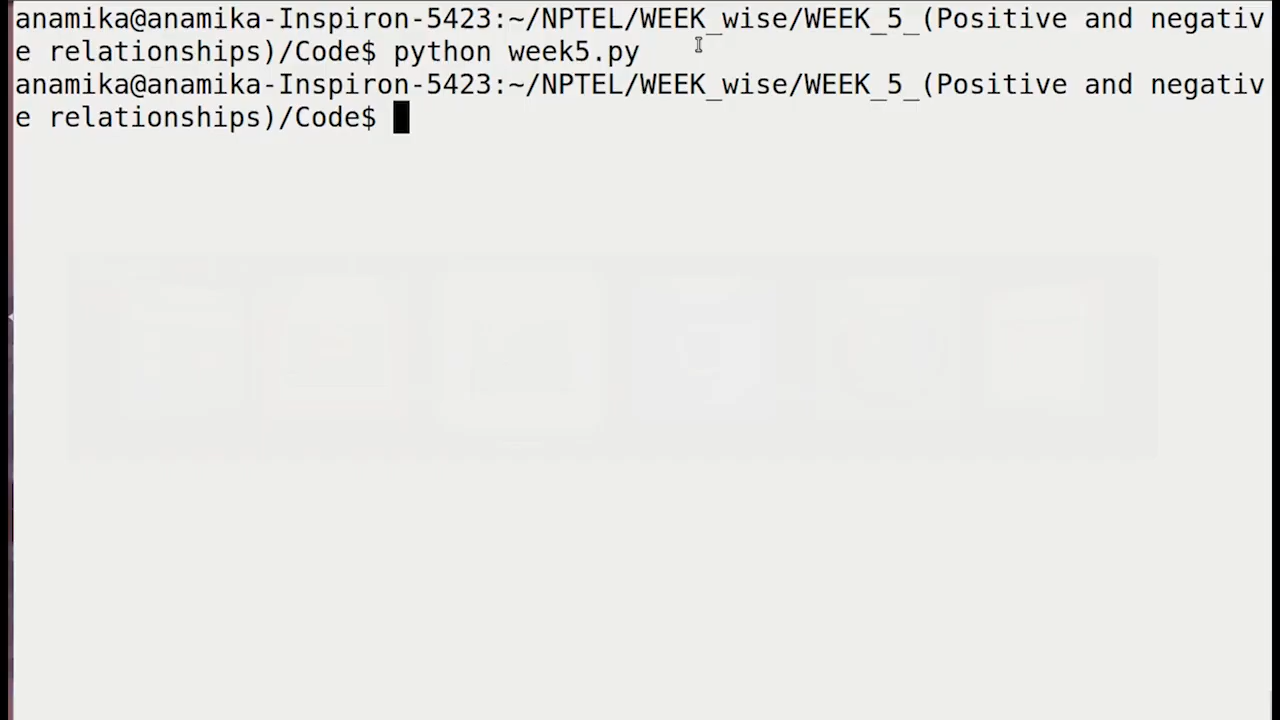 anamika@anamika-Inspiron-5423:~/NPTEL/WEEK_wise/WEEK_5_(Positive and negativ
e relationships)/Code$ python week5.py
anamika@anamika-Inspiron-5423:~/NPTEL/WEEK_wise/WEEK_5_(Positive and negativ
e relationships)/Code$